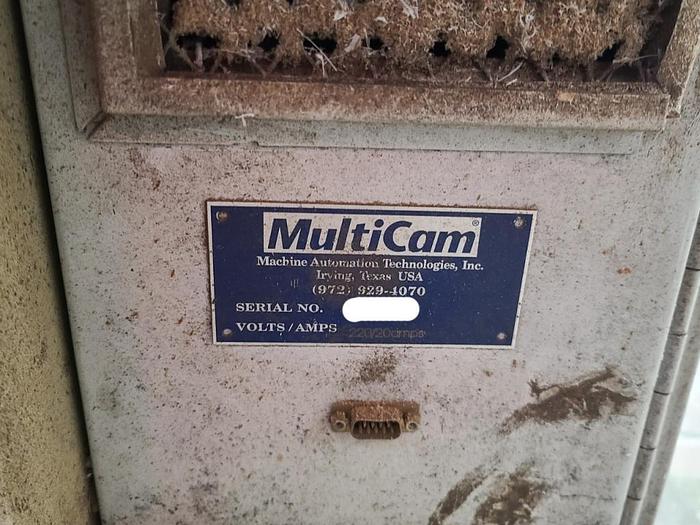 MultiCam®
Machine Automation Technologies, Inc.
Irving, Texas USA
(972) 929-4070
SERIAL NO.
VOLTS/AMPS 220/20amps